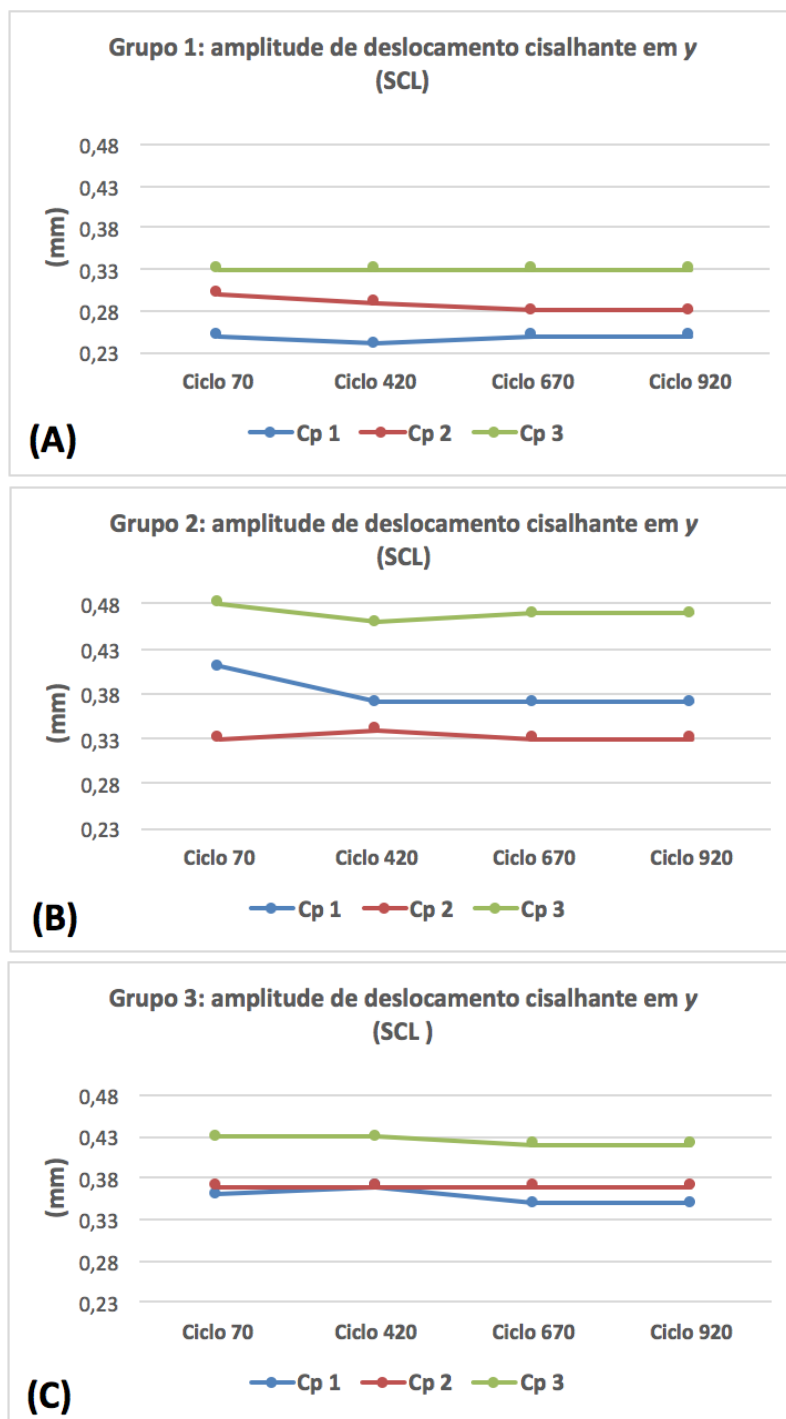 Grupo 1: amplitude de deslocamento cisalhante em y
(SCL)
0,48
0,43
0,38
0,33
0,28
0,23
(mm)
Ciclo 70 Ciclo 420 Ciclo 670 Ciclo 920
Cp 1 Cp 2 Cp 3
(A)
Grupo 2: amplitude de deslocamento cisalhante em y
(SCL)
0,48
0,43
0,38
0,33
0,28
0,23
(mm)
Ciclo 70 Ciclo 420 Ciclo 670 Ciclo 920
Cp 1 Cp 2 Cp 3
(B)
Grupo 3: amplitude de deslocamento cisalhante em y
(SCL )
0,48
0,43
0,38
0,33
0,28
0,23
(mm)
Ciclo 70 Ciclo 420 Ciclo 670 Ciclo 920
Cp 1 Cp 2 Cp 3
(C)